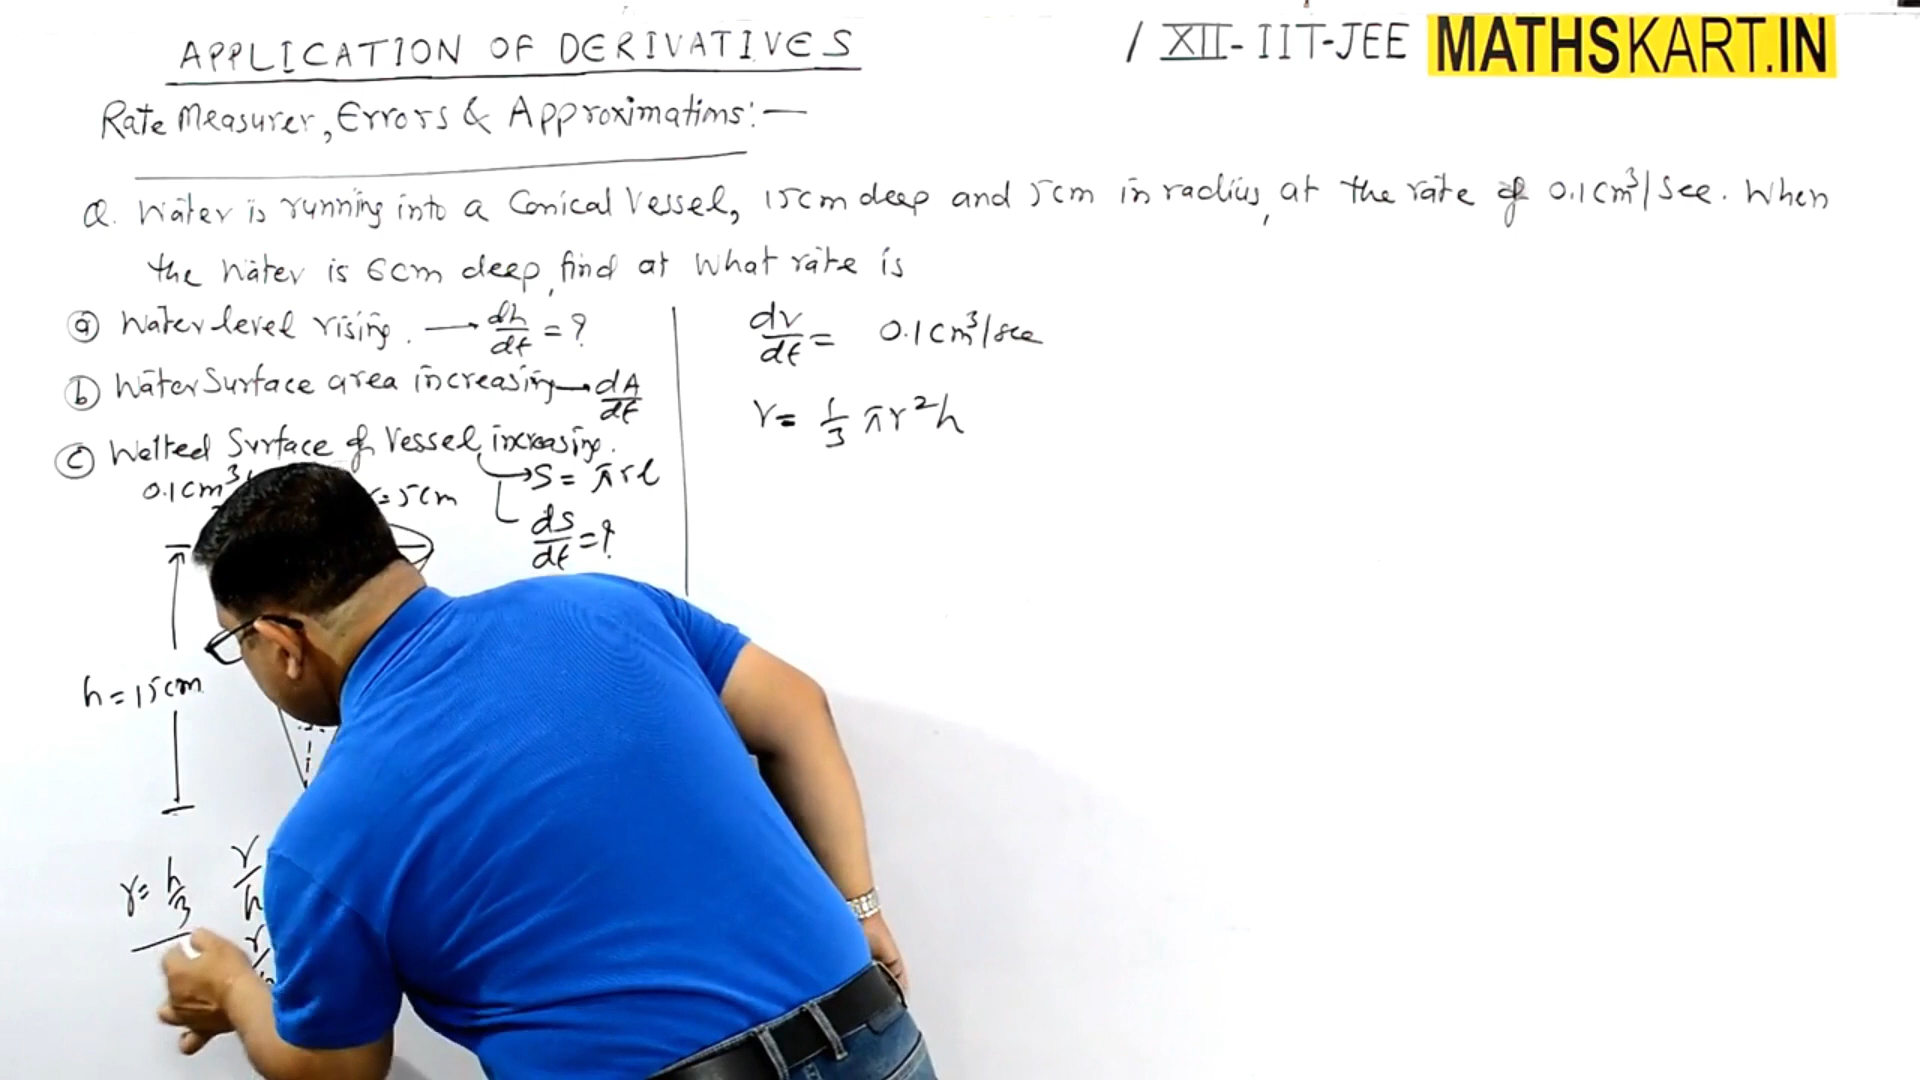 APPLICATION OF DERIVATIVES / XII-IIT-JEE MATHSKART.IN
Rate Measurer, Errors & Approximations:—
Q. Water is running into a Conical Vessel, 15cm deep and 5cm in radius, at the rate of 0.1cm³/sec. When
the water is 6cm deep, find at what rate is
(a) Water level rising. → dh/dt = ?
(b) Water Surface area increasing → dA/dt
(c) Wetted Surface of Vessel increasing.
→ S = πrl
ds/dt = ?
0.1cm³/
r=5cm
h = 15cm
r = h/3
r/h
r/
dv/dt = 0.1cm³/sec
V = 1/3 πr²h